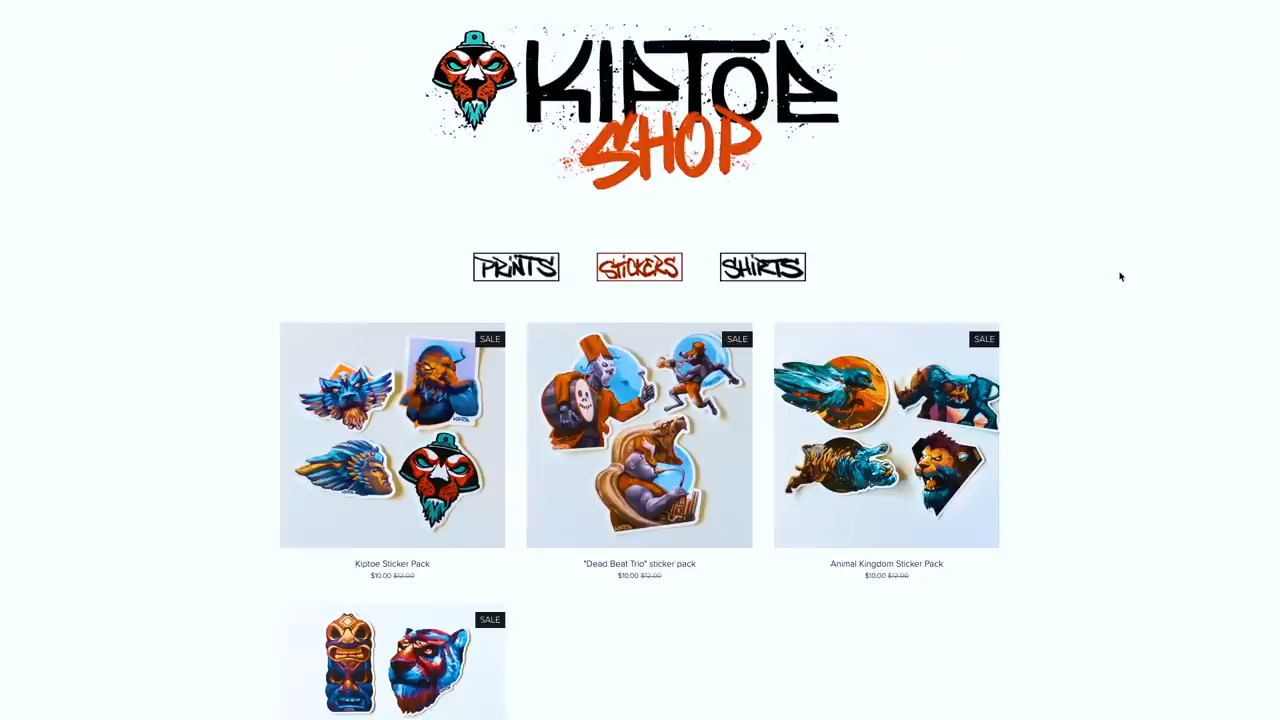 KIPTOE
SHOP
PRINTS STICKERS SHIRTS
SALE SALE SALE
Kiptoe Sticker Pack "Dead Beat Trio" sticker pack Animal Kingdom Sticker Pack
$10.00 $12.00 $10.00 $12.00 $10.00 $12.00
SALE